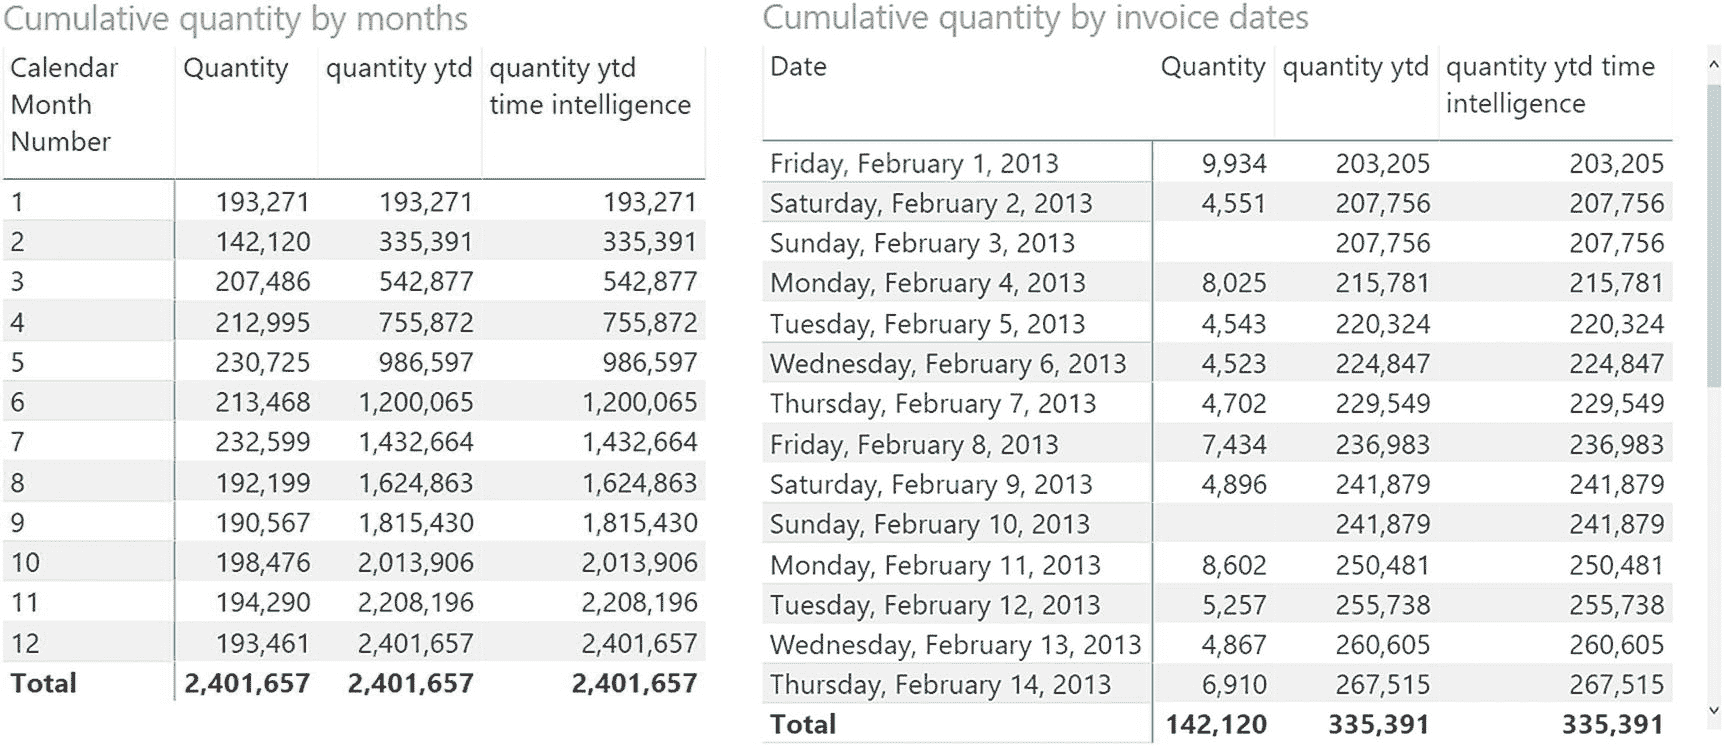 Cumulative quantity by months
Calendar Month Number Quantity quantity ytd quantity ytd time intelligence
1 193,271 193,271 193,271
2 142,120 335,391 335,391
3 207,486 542,877 542,877
4 212,995 755,872 755,872
5 230,725 986,597 986,597
6 213,468 1,200,065 1,200,065
7 232,599 1,432,664 1,432,664
8 192,199 1,624,863 1,624,863
9 190,567 1,815,430 1,815,430
10 198,476 2,013,906 2,013,906
11 194,290 2,208,196 2,208,196
12 193,461 2,401,657 2,401,657
Total 2,401,657 2,401,657 2,401,657
Cumulative quantity by invoice dates
Date Quantity quantity ytd quantity ytd time intelligence
Friday, February 1, 2013 9,934 203,205 203,205
Saturday, February 2, 2013 4,551 207,756 207,756
Sunday, February 3, 2013 207,756 207,756
Monday, February 4, 2013 8,025 215,781 215,781
Tuesday, February 5, 2013 4,543 220,324 220,324
Wednesday, February 6, 2013 4,523 224,847 224,847
Thursday, February 7, 2013 4,702 229,549 229,549
Friday, February 8, 2013 7,434 236,983 236,983
Saturday, February 9, 2013 4,896 241,879 241,879
Sunday, February 10, 2013 241,879 241,879
Monday, February 11, 2013 8,602 250,481 250,481
Tuesday, February 12, 2013 5,257 255,738 255,738
Wednesday, February 13, 2013 4,867 260,605 260,605
Thursday, February 14, 2013 6,910 267,515 267,515
Total 142,120 335,391 335,391